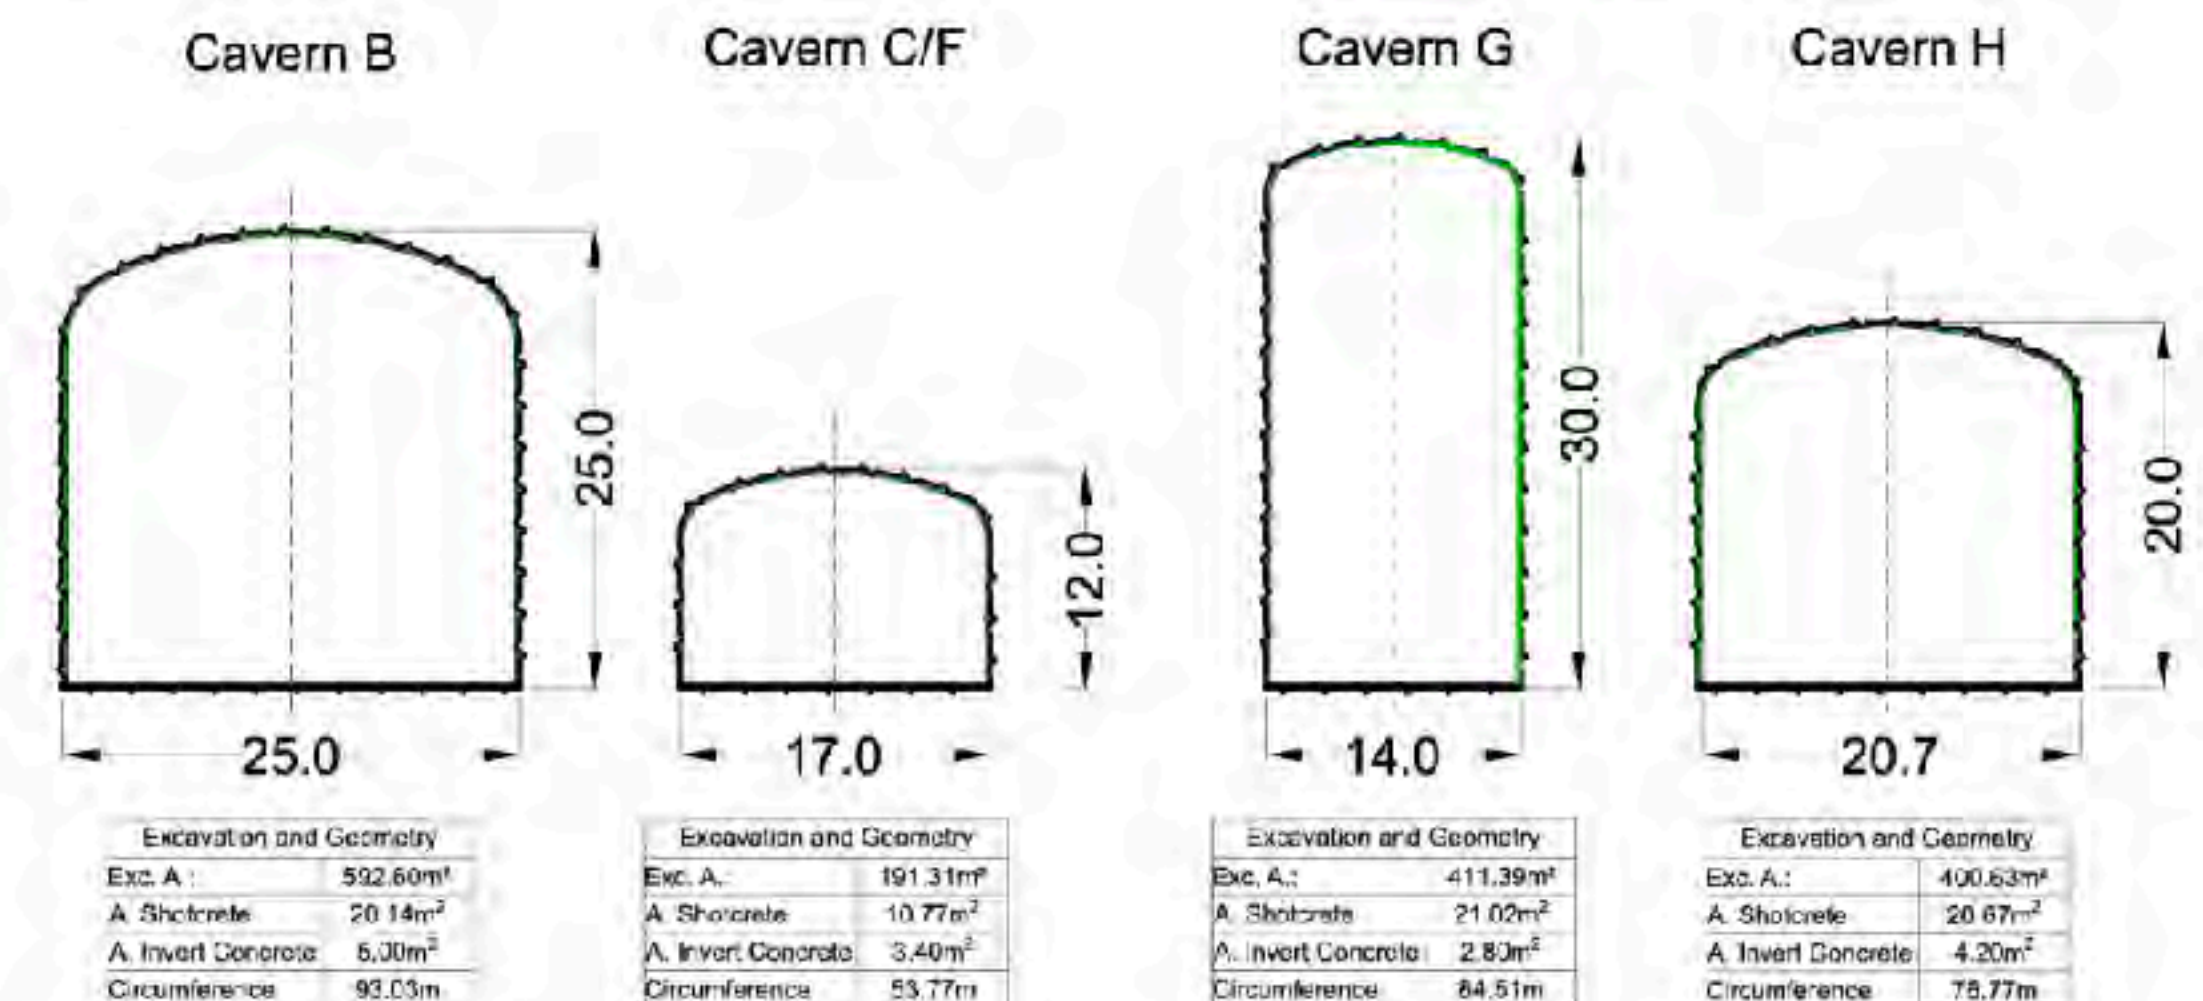 Cavern B
Cavern C/F
Cavern G
Cavern H
25.0
12.0
30.0
20.0
25.0
17.0
14.0
20.7
Excavation and Geometry
Exc. A.: 592.60m²
A. Shotcrete 20.14m²
A. Invert Concrete 5.00m²
Circumference 93.03m
Excavation and Geometry
Exc. A.: 191.31m²
A. Shotcrete 10.77m²
A. Invert Concrete 3.40m²
Circumference 53.77m
Excavation and Geometry
Exc. A.: 411.39m²
A. Shotcrete 21.02m²
A. Invert Concrete 2.80m²
Circumference 84.51m
Excavation and Geometry
Exc. A.: 400.63m²
A. Shotcrete 20.67m²
A. Invert Concrete 4.20m²
Circumference